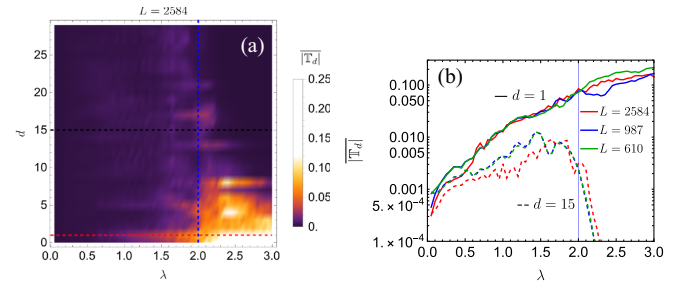 L = 2584
(a)
d
25
20
15
10
5
0
0.0 0.5 1.0 1.5 2.0 2.5 3.0
λ
|𝕋_d|
0.25
0.20
0.15
0.10
0.05
0.
(b)
|𝕋_d|
0.100
0.050
0.010
0.005
0.001
5. × 10⁻⁴
1. × 10⁻⁴
d = 1
L = 2584
L = 987
L = 610
d = 15
0.0 0.5 1.0 1.5 2.0 2.5 3.0
λ